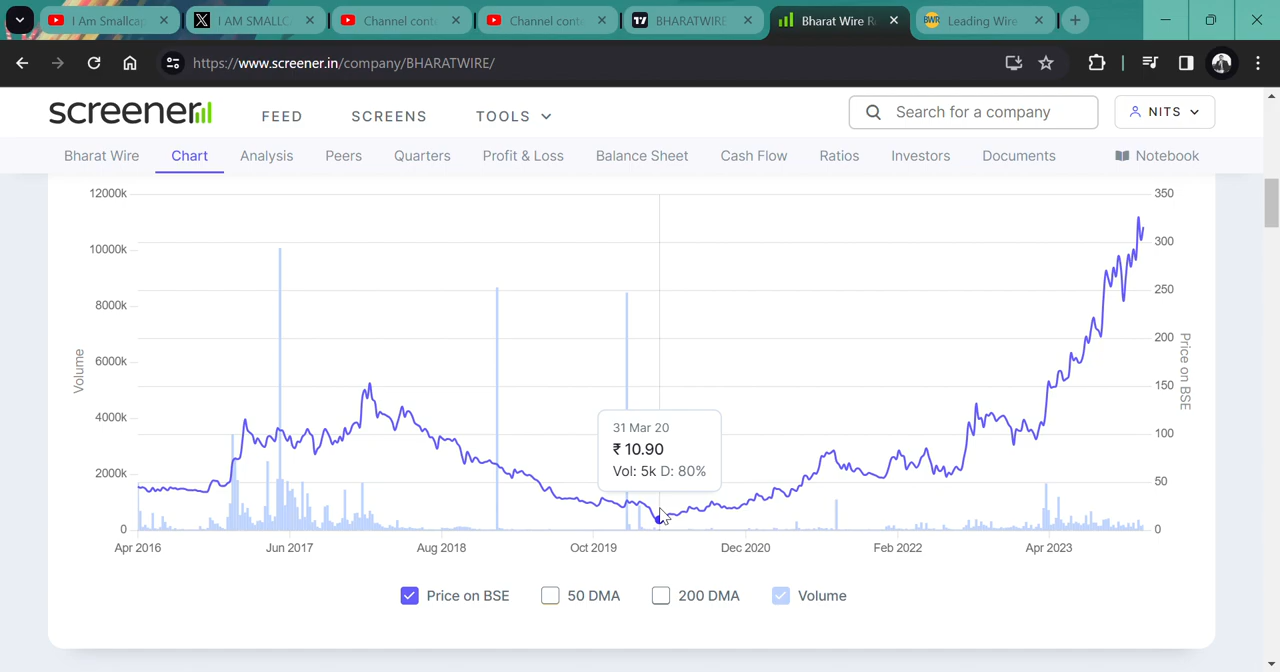 I Am Smallcap
I AM SMALLC
Channel conte
Channel conte
BHARATWIRE
Bharat Wire R
BWR
Leading Wire
https://www.screener.in/company/BHARATWIRE/
screener
FEED
SCREENS
TOOLS
Search for a company
NITS
Bharat Wire
Chart
Analysis
Peers
Quarters
Profit & Loss
Balance Sheet
Cash Flow
Ratios
Investors
Documents
Notebook
12000k
10000k
8000k
6000k
4000k
2000k
0
Volume
350
300
250
200
150
100
50
0
Price on BSE
31 Mar 20
₹ 10.90
Vol: 5k D: 80%
Apr 2016
Jun 2017
Aug 2018
Oct 2019
Dec 2020
Feb 2022
Apr 2023
Price on BSE
50 DMA
200 DMA
Volume